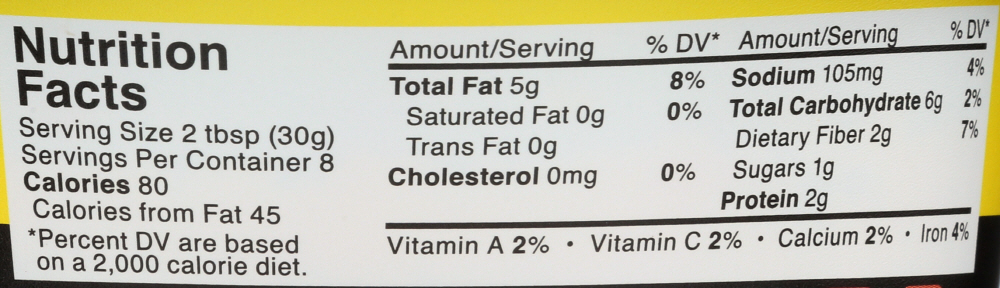 Nutrition
Facts
Serving Size 2 tbsp (30g)
Servings Per Container 8
Calories 80
Calories from Fat 45
*Percent DV are based
on a 2,000 calorie diet.
Amount/Serving % DV*
Total Fat 5g 8%
Saturated Fat 0g 0%
Trans Fat 0g
Cholesterol 0mg 0%
Amount/Serving % DV*
Sodium 105mg 4%
Total Carbohydrate 6g 2%
Dietary Fiber 2g 7%
Sugars 1g
Protein 2g
Vitamin A 2% • Vitamin C 2% • Calcium 2% • Iron 4%